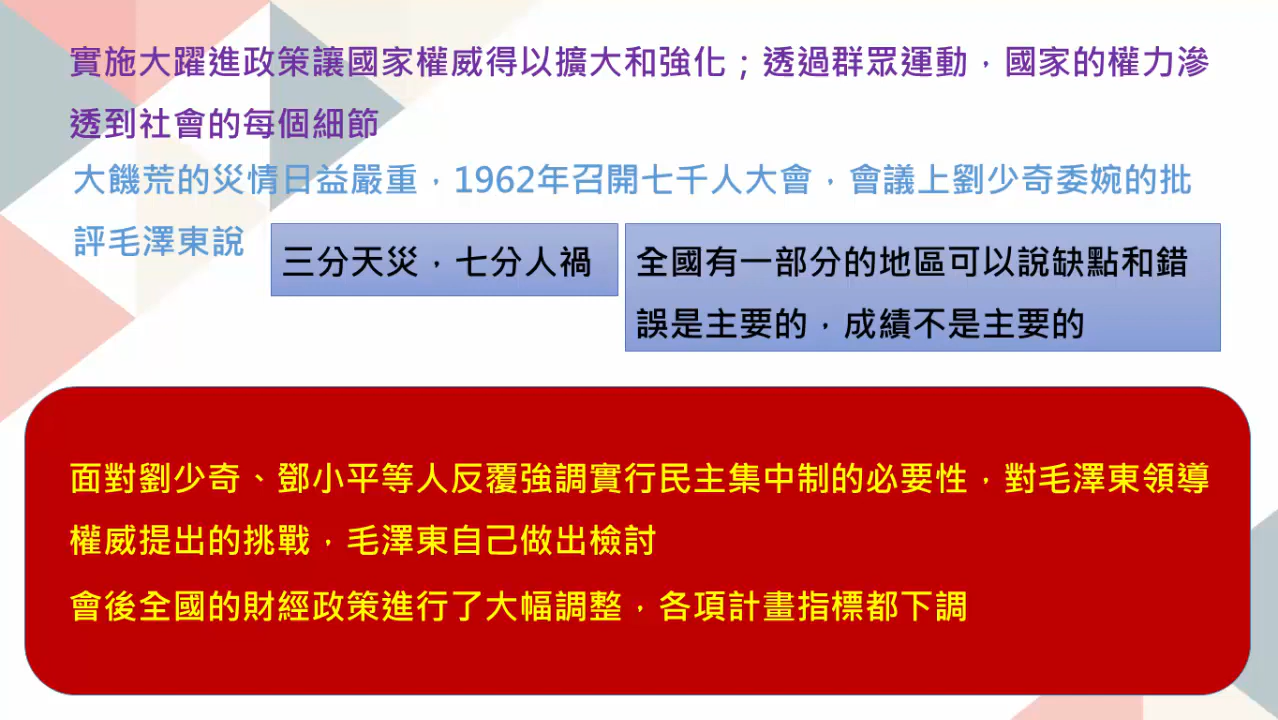 實施大躍進政策讓國家權威得以擴大和強化；透過群眾運動，國家的權力滲
透到社會的每個細節
大饑荒的災情日益嚴重，1962年召開七千人大會，會議上劉少奇委婉的批
評毛澤東說
三分天災，七分人禍
全國有一部分的地區可以說缺點和錯
誤是主要的，成績不是主要的
面對劉少奇、鄧小平等人反覆強調實行民主集中制的必要性，對毛澤東領導
權威提出的挑戰，毛澤東自己做出檢討
會後全國的財經政策進行了大幅調整，各項計畫指標都下調